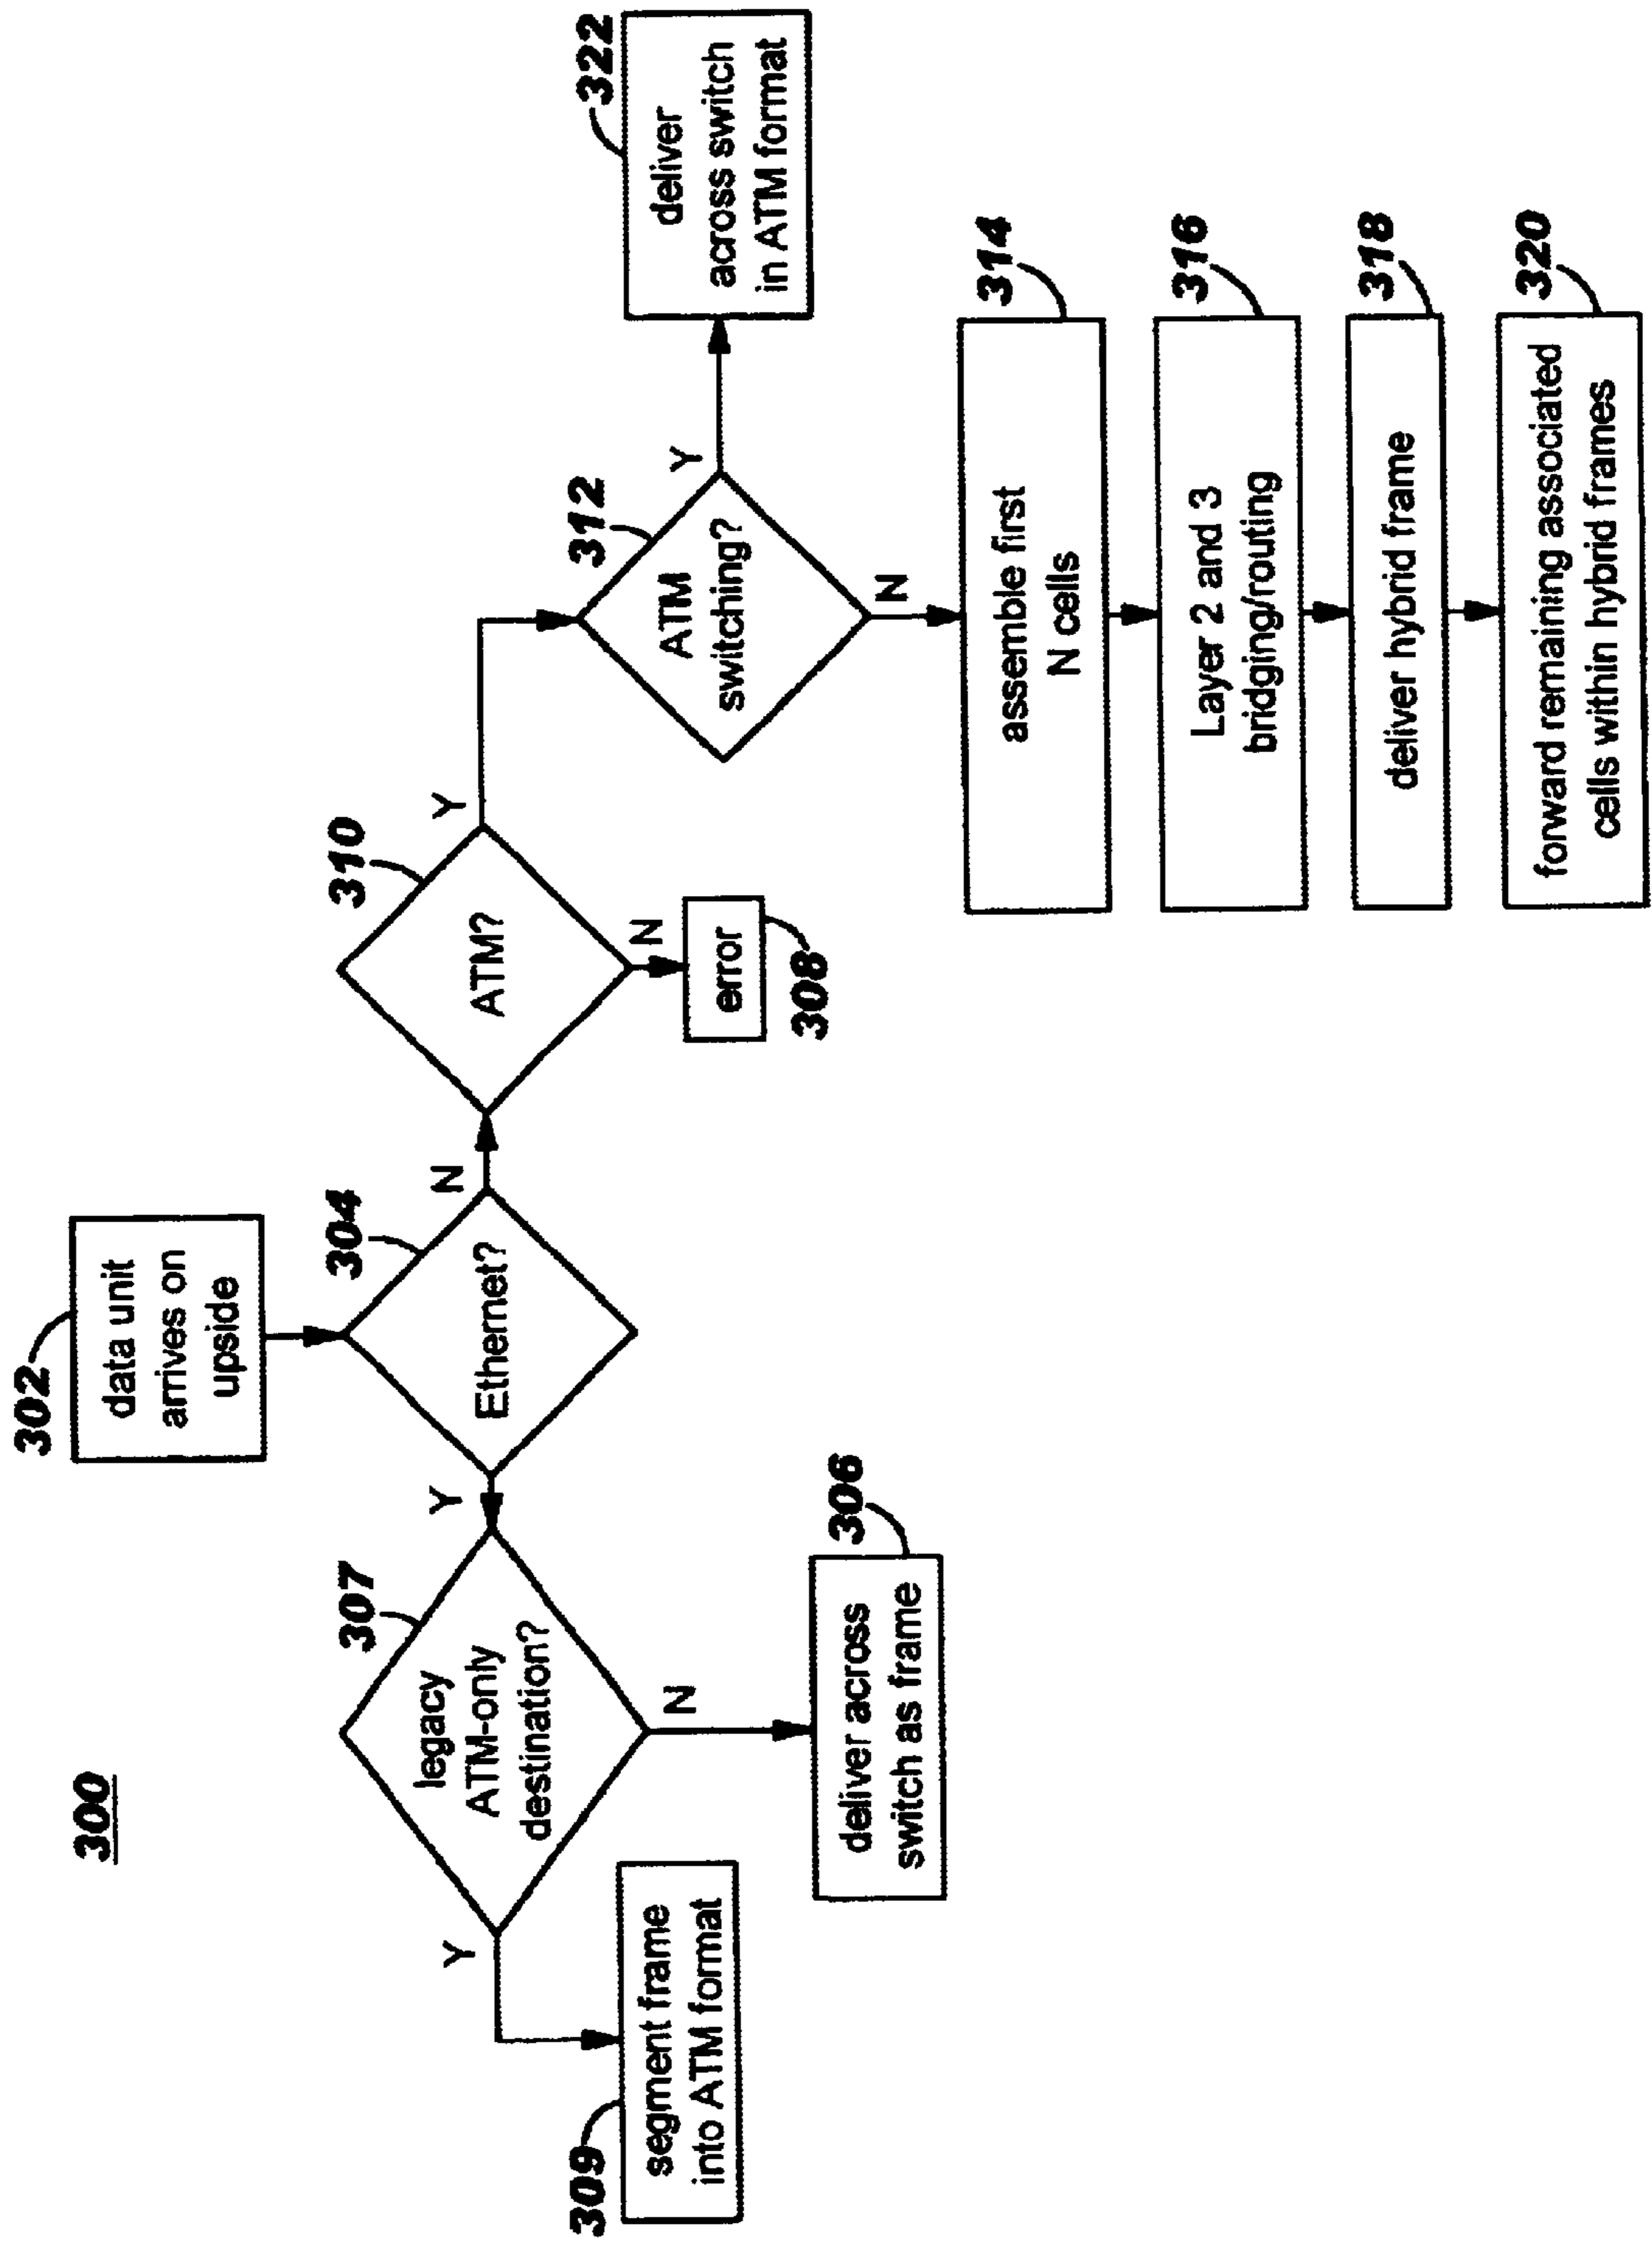 300
302
data unit
arrives on
upside
304
Ethernet?
Y
N
307
legacy
ATM-only
destination?
Y
N
309
segment frame
into ATM format
306
deliver across
switch as frame
310
ATM?
Y
N
error
308
312
ATM
switching?
Y
N
322
deliver
across switch
in ATM format
314
assemble first
N cells
316
Layer 2 and 3
bridging/routing
318
deliver hybrid frame
320
forward remaining associated
cells within hybrid frames